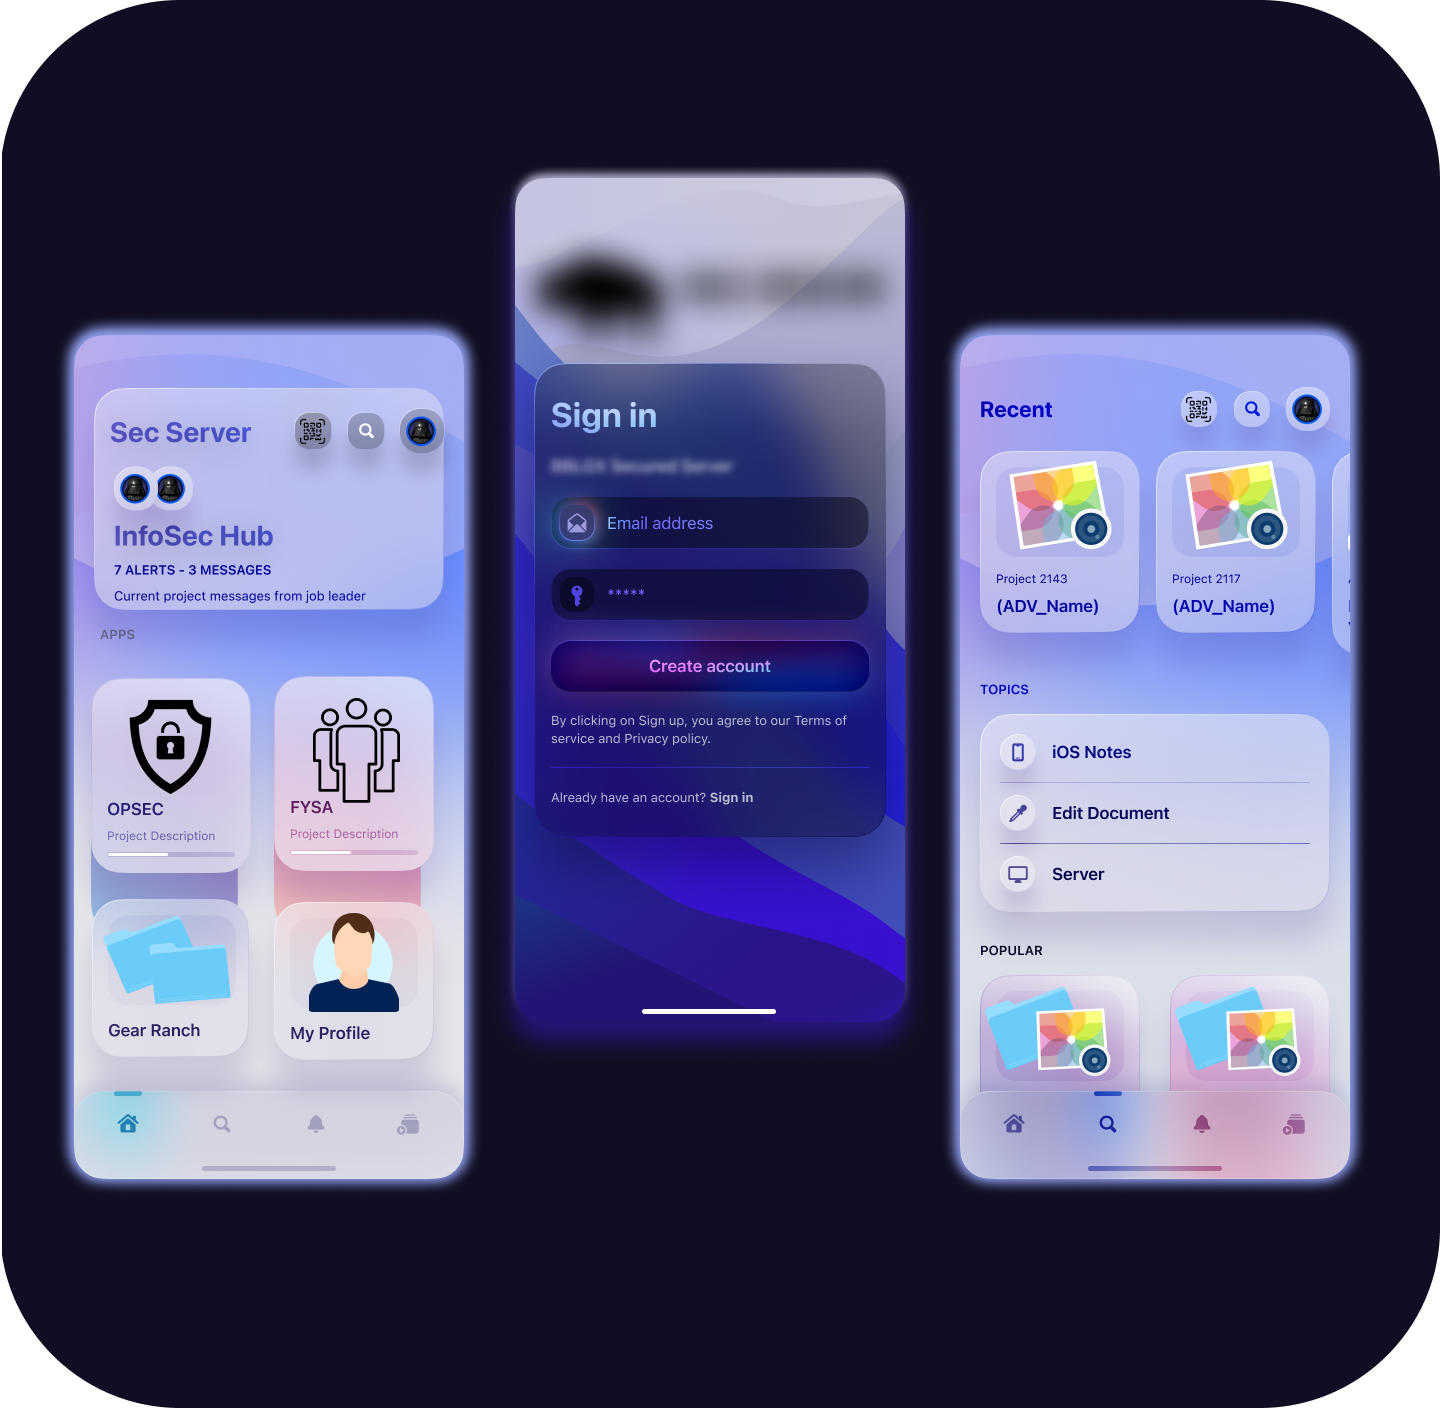 Sec Server
InfoSec Hub
7 ALERTS - 3 MESSAGES
Current project messages from job leader
APPS
OPSEC
Project Description
FYSA
Project Description
Gear Ranch
My Profile
Sign in
BBLGX Secured Server
Email address
*****
Create account
By clicking on Sign up, you agree to our Terms of
service and Privacy policy.
Already have an account? Sign in
Recent
Project 2143
(ADV_Name)
Project 2117
(ADV_Name)
TOPICS
iOS Notes
Edit Document
Server
POPULAR